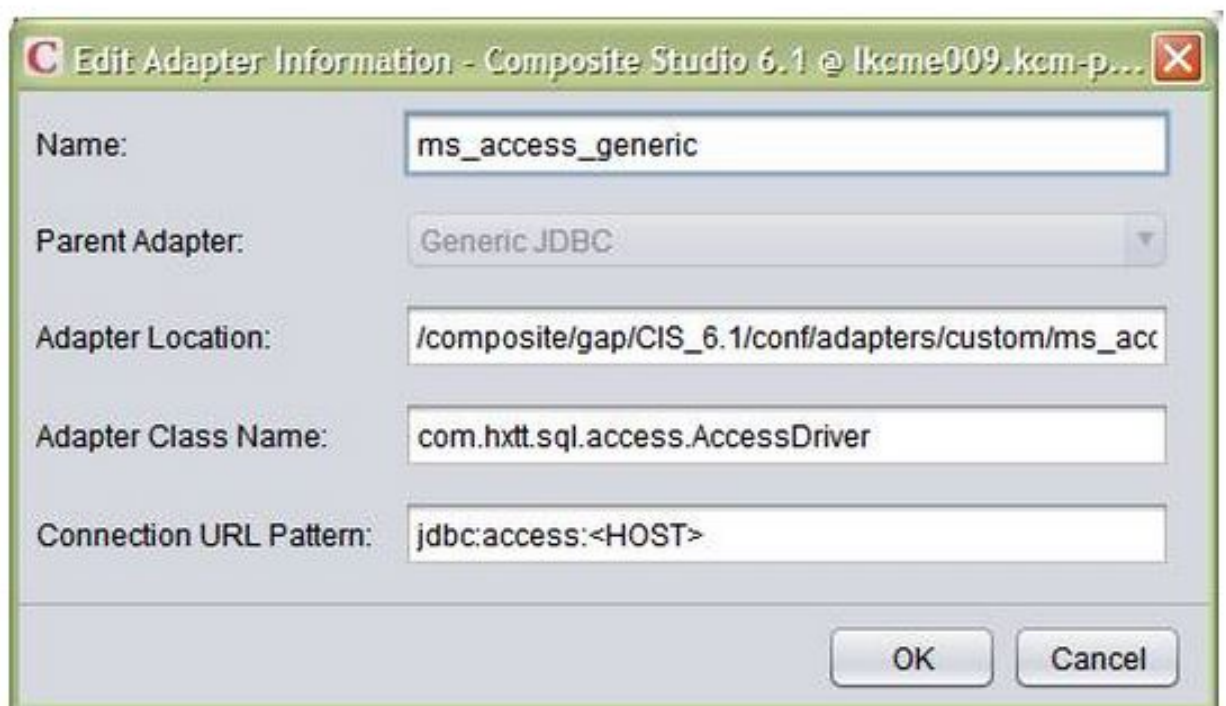 C Edit Adapter Information - Composite Studio 6.1 @ lkcme009.kcm-p...
Name: ms_access_generic
Parent Adapter: Generic JDBC
Adapter Location: /composite/gap/CIS_6.1/conf/adapters/custom/ms_acc
Adapter Class Name: com.hxtt.sql.access.AccessDriver
Connection URL Pattern: jdbc:access:<HOST>
OK Cancel